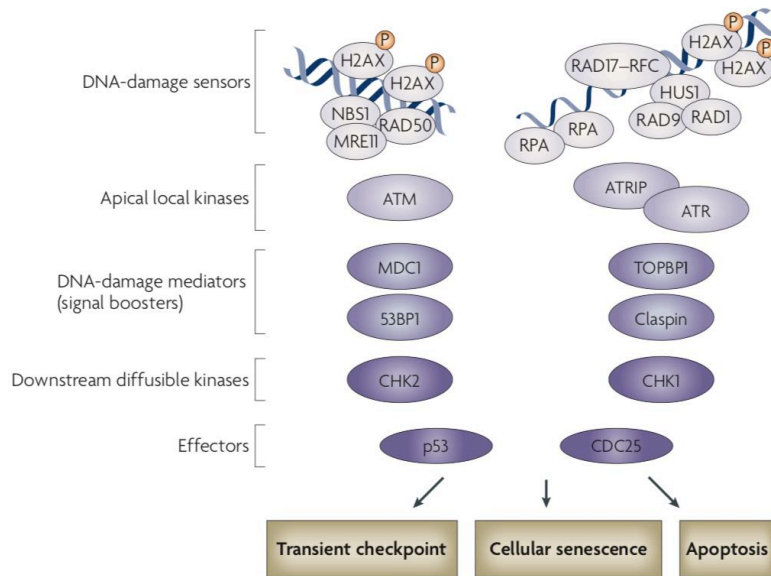 DNA-damage sensors
P
H2AX
P
H2AX
NBS1
RAD50
MRE11
P
H2AX
P
H2AX
RAD17–RFC
HUS1
RAD9
RAD1
RPA
RPA
Apical local kinases
ATM
ATRIP
ATR
DNA-damage mediators
(signal boosters)
MDC1
TOPBP1
53BP1
Claspin
Downstream diffusible kinases
CHK2
CHK1
Effectors
p53
CDC25
Transient checkpoint
Cellular senescence
Apoptosis